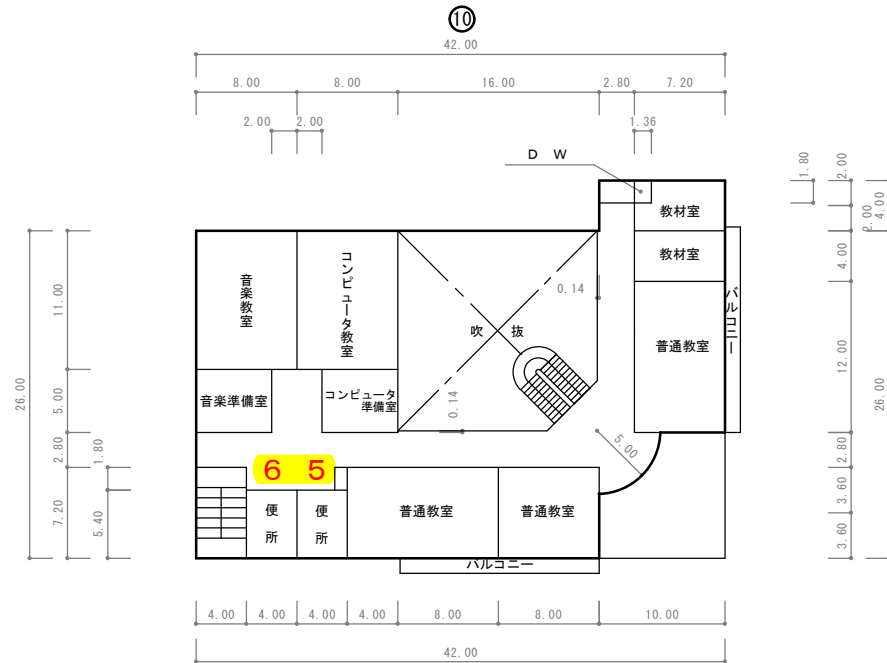 ⑩
42.00
8.00 8.00 16.00 2.80 7.20
2.00 2.00 1.36
D W
1.80 2.00
2.00 4.00
教材室
教材室
4.00
バルコニー
音楽教室
コンピュータ教室
0.14
吹 抜
普通教室
11.00
12.00
26.00
26.00
音楽準備室
コンピュータ
準備室
0.14
5.00
5.00
2.80 1.80
6 5
2.80
3.60
7.20
5.40
便所
便所
普通教室
普通教室
3.60
バルコニー
4.00 4.00 4.00 4.00 8.00 8.00 10.00
42.00